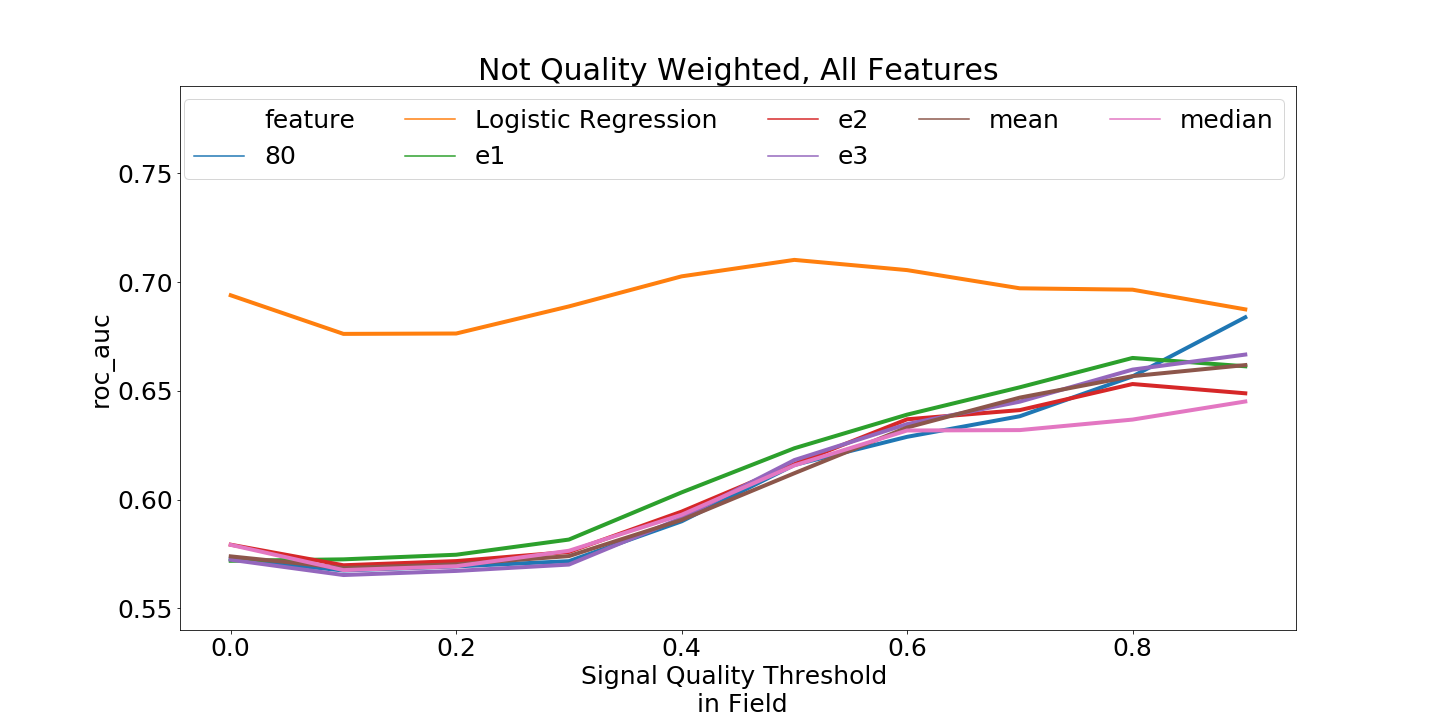 Not Quality Weighted, All Features
feature Logistic Regression e2 mean median
80 e1 e3
0.75
0.70
0.65
0.60
0.55
roc_auc
0.0 0.2 0.4 0.6 0.8
Signal Quality Threshold
in Field